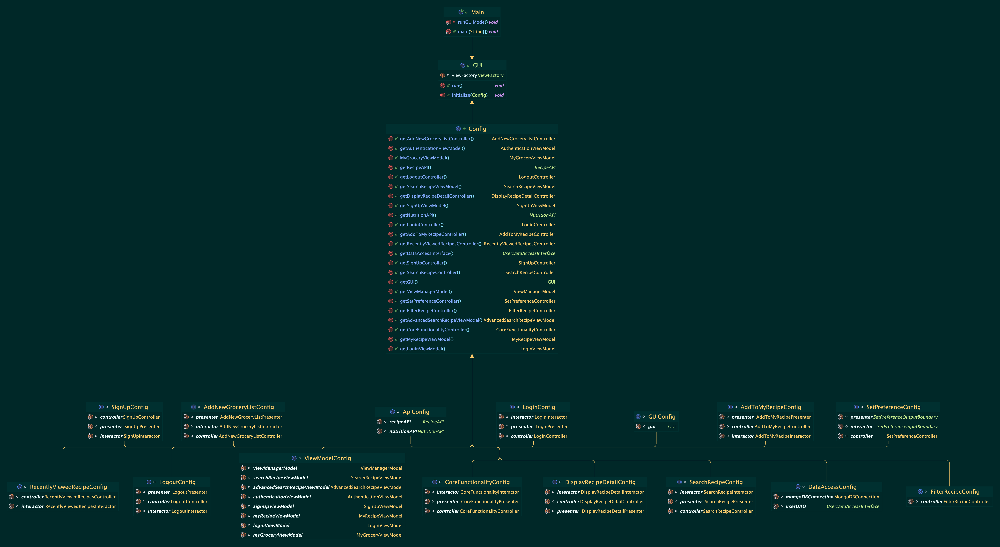 Main
runGUIMode() void
main(String[]) void
GUI
viewFactory ViewFactory
run() void
initialize(Config) void
Config
getAddNewGroceryListController() AddNewGroceryListController
getAuthenticationViewModel() AuthenticationViewModel
MyGroceryViewModel() MyGroceryViewModel
getRecipeAPI() RecipeAPI
getLogoutController() LogoutController
getSearchRecipeViewModel() SearchRecipeViewModel
getDisplayRecipeDetailController() DisplayRecipeDetailController
getSignUpViewModel() SignUpViewModel
getNutritionAPI() NutritionAPI
getLoginController() LoginController
getAddToMyRecipeController() AddToMyRecipeController
getRecentlyViewedRecipesController() RecentlyViewedRecipesController
getDataAccessInterface() UserDataAccessInterface
getSignUpController() SignUpController
getSearchRecipeController() SearchRecipeController
getGUI() GUI
getViewManagerModel() ViewManagerModel
getSetPreferenceController() SetPreferenceController
getFilterRecipeController() FilterRecipeController
getAdvancedSearchRecipeViewModel() AdvancedSearchRecipeViewModel
getCoreFunctionalityController() CoreFunctionalityController
getMyRecipeViewModel() MyRecipeViewModel
getLoginViewModel() LoginViewModel
SignUpConfig
controller SignUpController
presenter SignUpPresenter
interactor SignUpInteractor
AddNewGroceryListConfig
presenter AddNewGroceryListPresenter
interactor AddNewGroceryListInteractor
controller AddNewGroceryListController
ApiConfig
recipeAPI RecipeAPI
nutritionAPI NutritionAPI
LoginConfig
interactor LoginInteractor
presenter LoginPresenter
controller LoginController
GUIConfig
gui GUI
AddToMyRecipeConfig
presenter AddToMyRecipePresenter
controller AddToMyRecipeController
interactor AddToMyRecipeInteractor
SetPreferenceConfig
presenter SetPreferenceOutputBoundary
interactor SetPreferenceInputBoundary
controller SetPreferenceController
RecentlyViewedRecipeConfig
controller RecentlyViewedRecipesController
interactor RecentlyViewedRecipesInteractor
LogoutConfig
presenter LogoutPresenter
controller LogoutController
interactor LogoutInteractor
ViewModelConfig
viewManagerModel ViewManagerModel
searchRecipeViewModel SearchRecipeViewModel
advancedSearchRecipeViewModel AdvancedSearchRecipeViewModel
authenticationViewModel AuthenticationViewModel
signUpViewModel SignUpViewModel
myRecipeViewModel MyRecipeViewModel
loginViewModel LoginViewModel
myGroceryViewModel MyGroceryViewModel
CoreFunctionalityConfig
interactor CoreFunctionalityInteractor
presenter CoreFunctionalityPresenter
controller CoreFunctionalityController
DisplayRecipeDetailConfig
interactor DisplayRecipeDetailInteractor
controller DisplayRecipeDetailController
presenter DisplayRecipeDetailPresenter
SearchRecipeConfig
interactor SearchRecipeInteractor
presenter SearchRecipePresenter
controller SearchRecipeController
DataAccessConfig
mongoDBConnection MongoDBConnection
userDAO UserDataAccessInterface
FilterRecipeConfig
controller FilterRecipeController